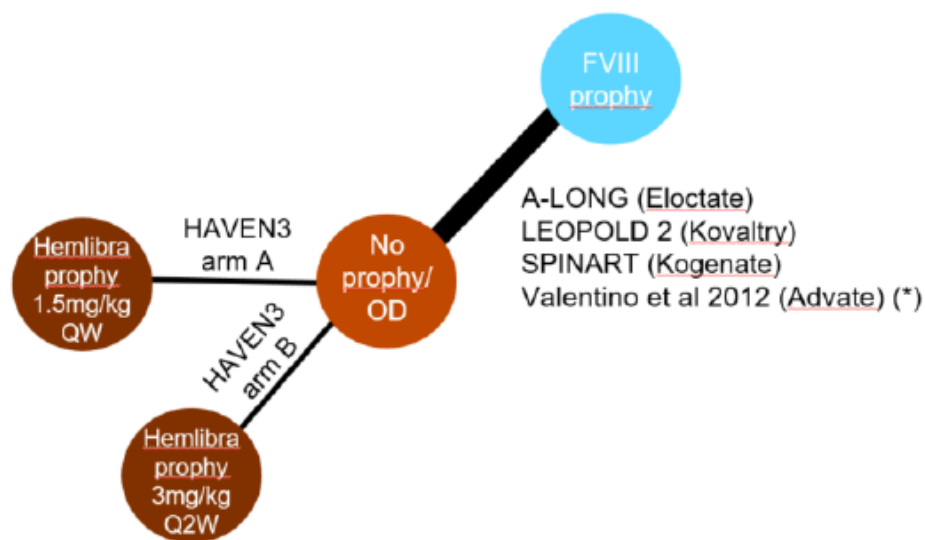 FVIII
prophy
A-LONG (Eloctate)
LEOPOLD 2 (Kovaltry)
SPINART (Kogenate)
Valentino et al 2012 (Advate) (*)
HAVEN3
arm A
No
prophy/
OD
Hemlibra
prophy
1.5mg/kg
QW
HAVEN3
arm B
Hemlibra
prophy
3mg/kg
Q2W